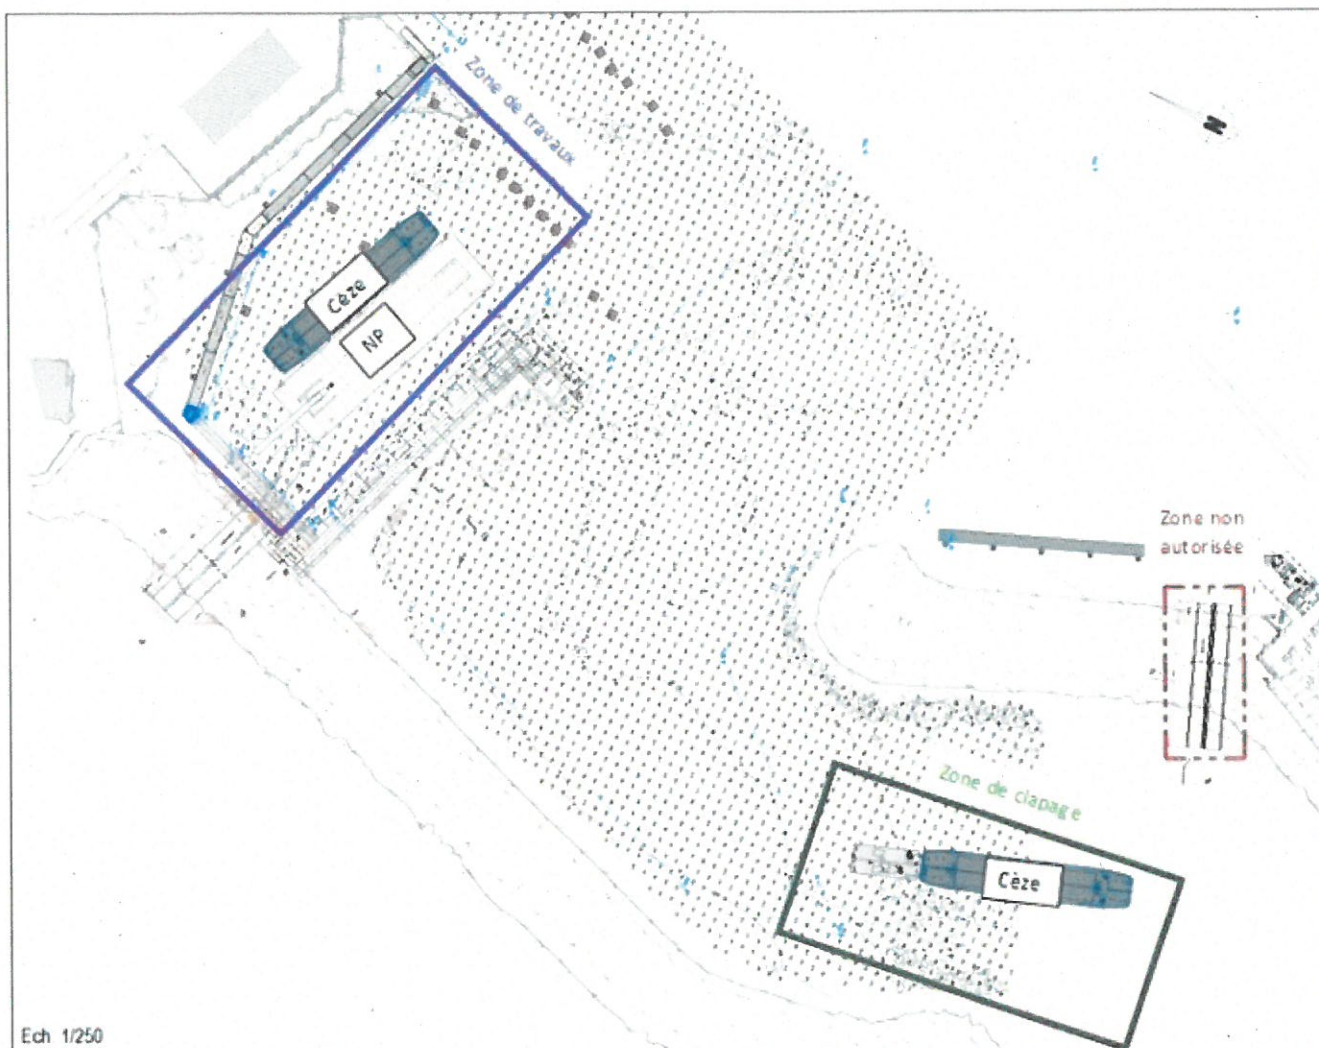 Zone de travaux
N
Cèze
NP
Zone non
autorisée
Zone de clapage
Cèze
Ech 1/250